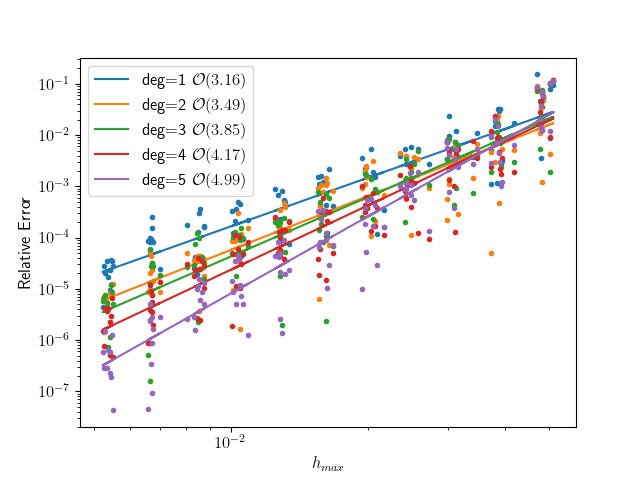 deg=1 𝒪(3.16)
deg=2 𝒪(3.49)
deg=3 𝒪(3.85)
deg=4 𝒪(4.17)
deg=5 𝒪(4.99)
Relative Error
10⁻¹
10⁻²
10⁻³
10⁻⁴
10⁻⁵
10⁻⁶
10⁻⁷
10⁻²
h_{max}